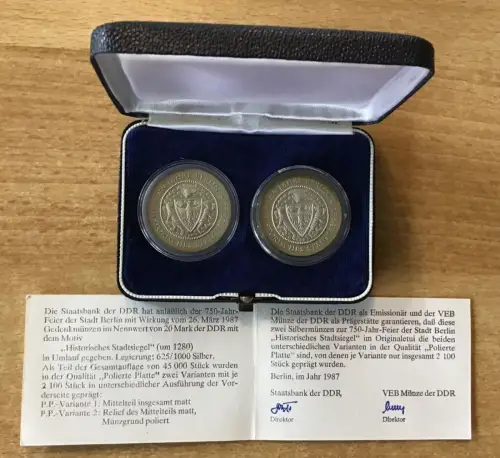 Die Staatsbank der DDR hat anläßlich der 750-Jahr-
Feier der Stadt Berlin mit Wirkung vom 26. März 1987
Gedenkmünzen im Nennwert von 20 Mark der DDR mit
dem Motiv
„Historisches Stadtsiegel“ (um 1280)
in Umlauf gegeben. Legierung: 625/1000 Silber.
Als Teil der Gesamtauflage von 45 000 Stück wurden
in der Qualität „Polierte Platte“ zwei Varianten mit je
2 100 Stück in unterschiedlicher Ausführung der Vor-
derseite geprägt:
P.P.-Variante 1: Mittelteil insgesamt matt
P.P.-Variante 2: Relief des Mittelteils matt,
Münzgrund poliert
Die Staatsbank der DDR als Emissionär und der VEB
Münze der DDR als Prägestätte garantieren, daß diese
zwei Silbermünzen zur 750-Jahr-Feier der Stadt Berlin
„Historisches Stadtsiegel“ im Originaletui die beiden
unterschiedlichen Varianten in der Qualität „Polierte
Platte“ sind, von denen je Variante nur insgesamt 2 100
Stück geprägt wurden.
Berlin, im Jahr 1987
Staatsbank der DDR
VEB Münze der DDR
Direktor
Direktor